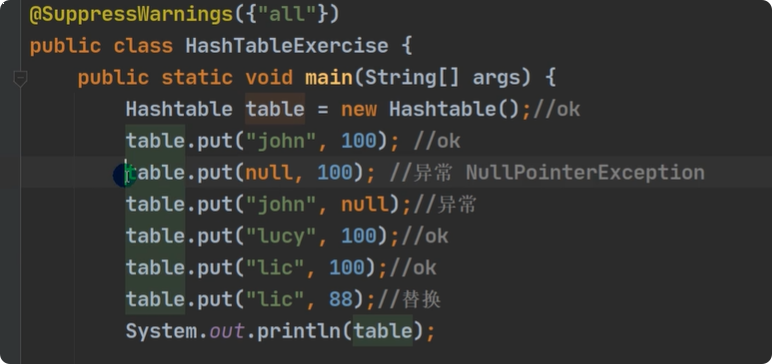 @SuppressWarnings({"all"})
public class HashTableExercise {
public static void main(String[] args) {
Hashtable table = new Hashtable();//ok
table.put("john", 100); //ok
table.put(null, 100); //异常 NullPointerException
table.put("john", null);//异常
table.put("lucy", 100);//ok
table.put("lic", 100);//ok
table.put("lic", 88);//替换
System.out.println(table);